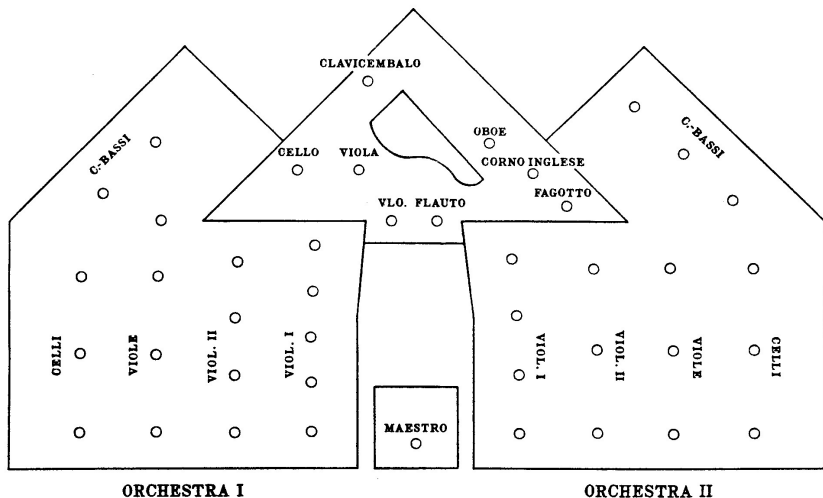 CLAVICEMBALO
OBOE
C.-BASSI
C.-BASSI
CELLO
VIOLA
CORNO INGLESE
FAGOTTO
VLO.
FLAUTO
CELLI
VIOLE
VIOL. II
VIOL. I
VIOL. I
VIOL. II
VIOLE
CELLI
MAESTRO
ORCHESTRA I
ORCHESTRA II